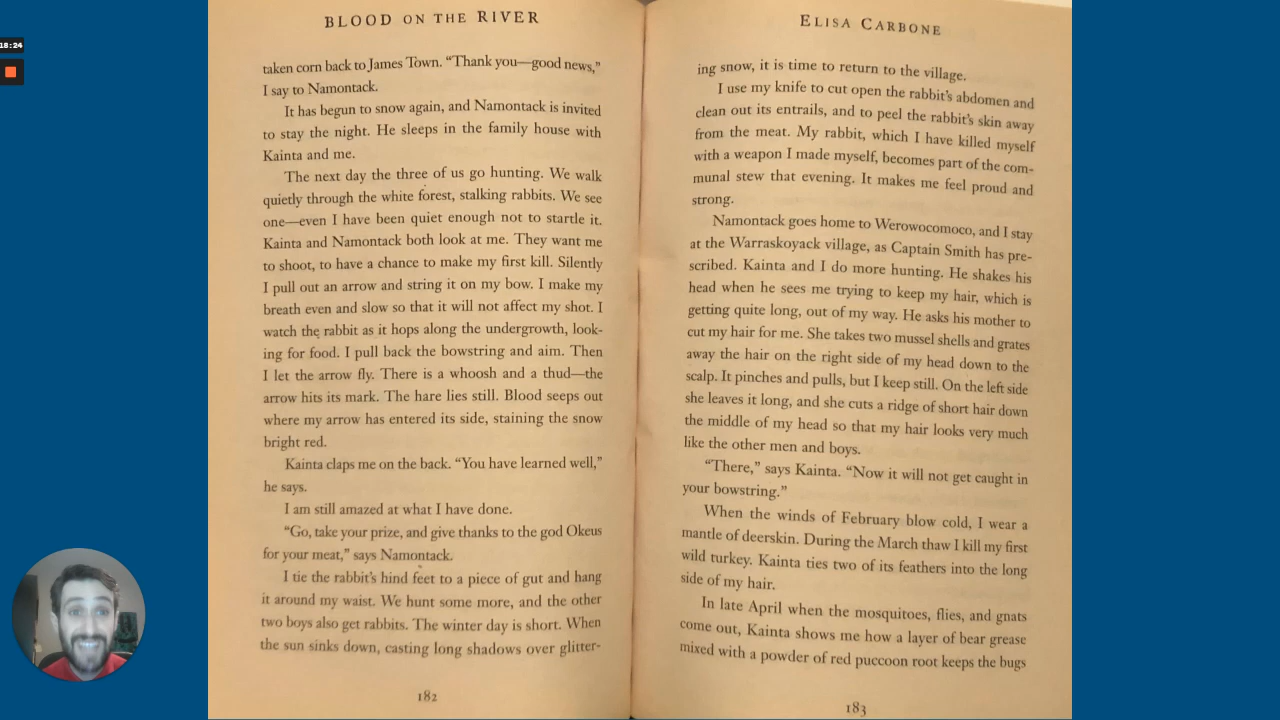 18:24
BLOOD ON THE RIVER
taken corn back to James Town. “Thank you—good news,”
I say to Namontack.
It has begun to snow again, and Namontack is invited
to stay the night. He sleeps in the family house with
Kainta and me.
The next day the three of us go hunting. We walk
quietly through the white forest, stalking rabbits. We see
one—even I have been quiet enough not to startle it.
Kainta and Namontack both look at me. They want me
to shoot, to have a chance to make my first kill. Silently
I pull out an arrow and string it on my bow. I make my
breath even and slow so that it will not affect my shot. I
watch the rabbit as it hops along the undergrowth, look-
ing for food. I pull back the bowstring and aim. Then
I let the arrow fly. There is a whoosh and a thud—the
arrow hits its mark. The hare lies still. Blood seeps out
where my arrow has entered its side, staining the snow
bright red.
Kainta claps me on the back. “You have learned well,”
he says.
I am still amazed at what I have done.
“Go, take your prize, and give thanks to the god Okeus
for your meat,” says Namontack.
I tie the rabbit’s hind feet to a piece of gut and hang
it around my waist. We hunt some more, and the other
two boys also get rabbits. The winter day is short. When
the sun sinks down, casting long shadows over glitter-
182
ELISA CARBONE
ing snow, it is time to return to the village.
I use my knife to cut open the rabbit’s abdomen and
clean out its entrails, and to peel the rabbit’s skin away
from the meat. My rabbit, which I have killed myself
with a weapon I made myself, becomes part of the com-
munal stew that evening. It makes me feel proud and
strong.
Namontack goes home to Werowocomoco, and I stay
at the Warraskoyack village, as Captain Smith has pre-
scribed. Kainta and I do more hunting. He shakes his
head when he sees me trying to keep my hair, which is
getting quite long, out of my way. He asks his mother to
cut my hair for me. She takes two mussel shells and grates
away the hair on the right side of my head down to the
scalp. It pinches and pulls, but I keep still. On the left side
she leaves it long, and she cuts a ridge of short hair down
the middle of my head so that my hair looks very much
like the other men and boys.
“There,” says Kainta. “Now it will not get caught in
your bowstring.”
When the winds of February blow cold, I wear a
mantle of deerskin. During the March thaw I kill my first
wild turkey. Kainta ties two of its feathers into the long
side of my hair.
In late April when the mosquitoes, flies, and gnats
come out, Kainta shows me how a layer of bear grease
mixed with a powder of red puccoon root keeps the bugs
183